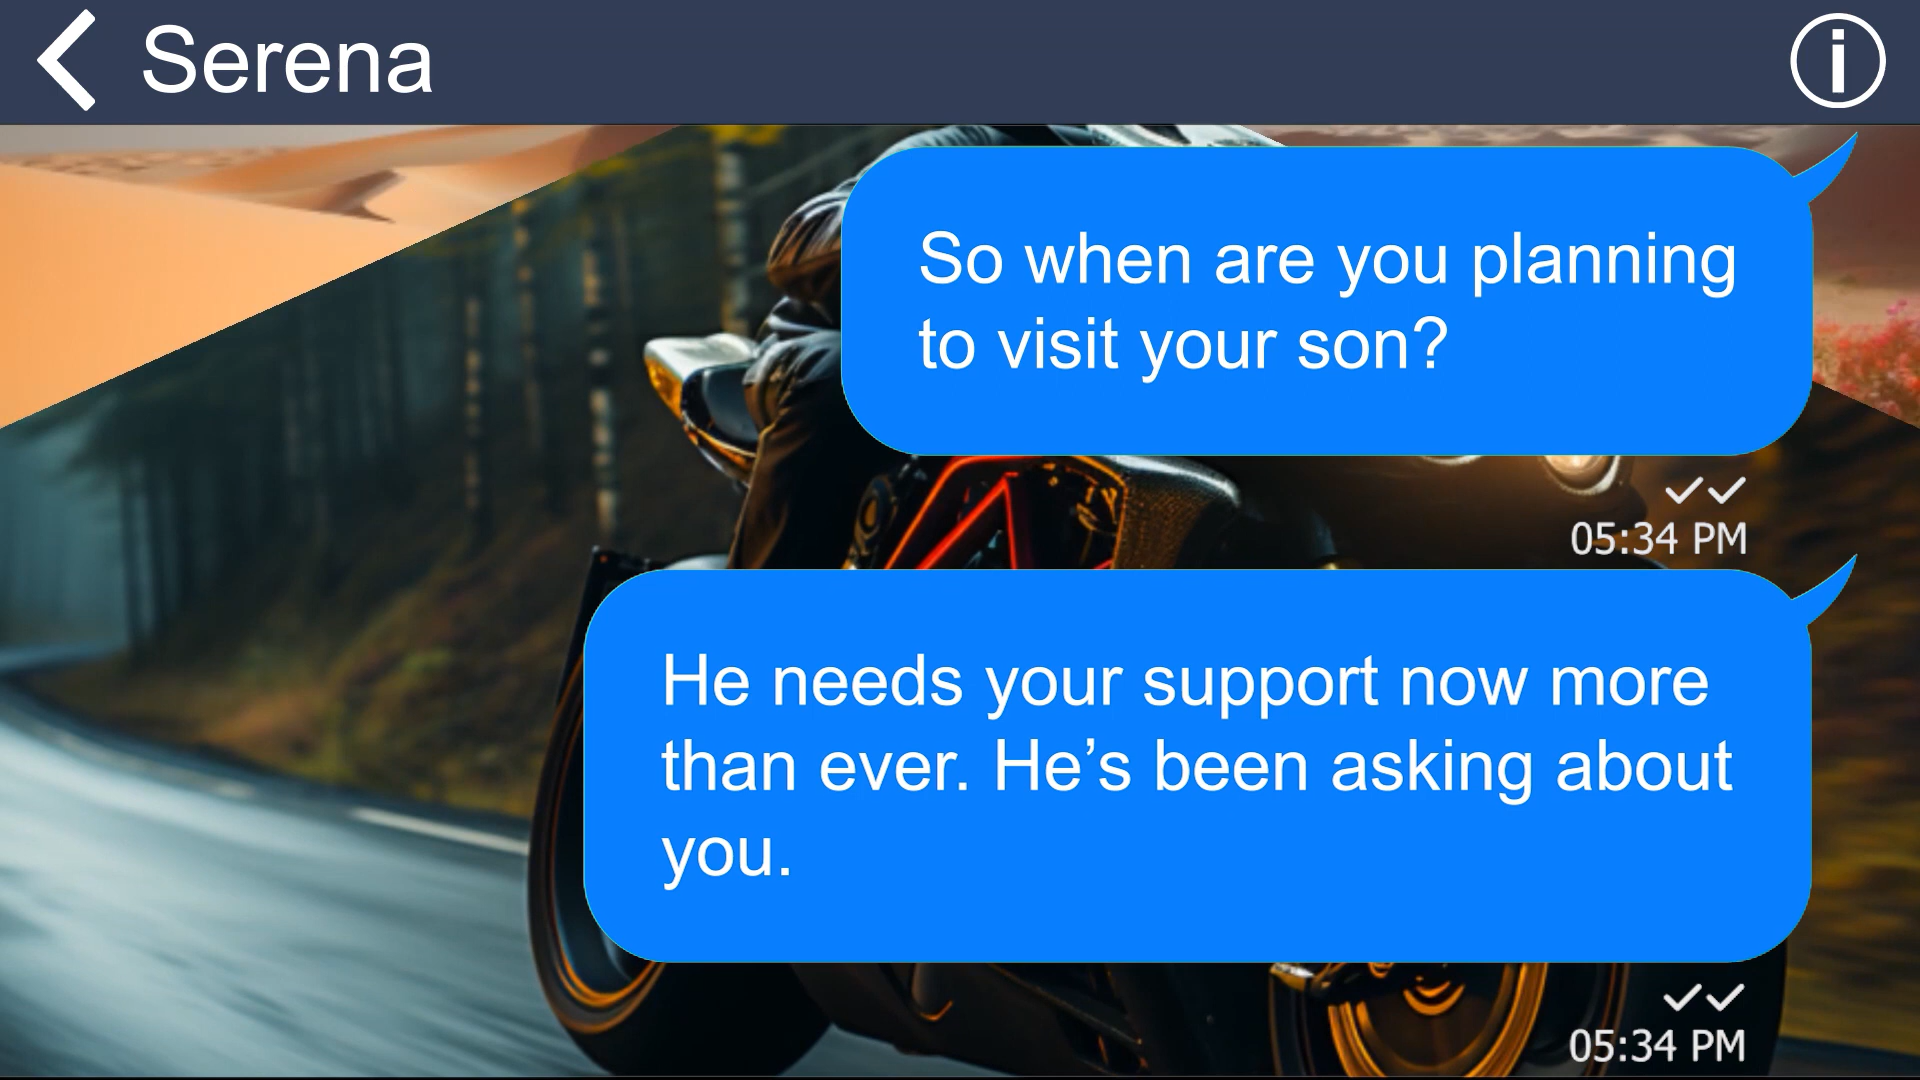 Serena
So when are you planning
to visit your son?
05:34 PM
He needs your support now more
than ever. He’s been asking about
you.
05:34 PM